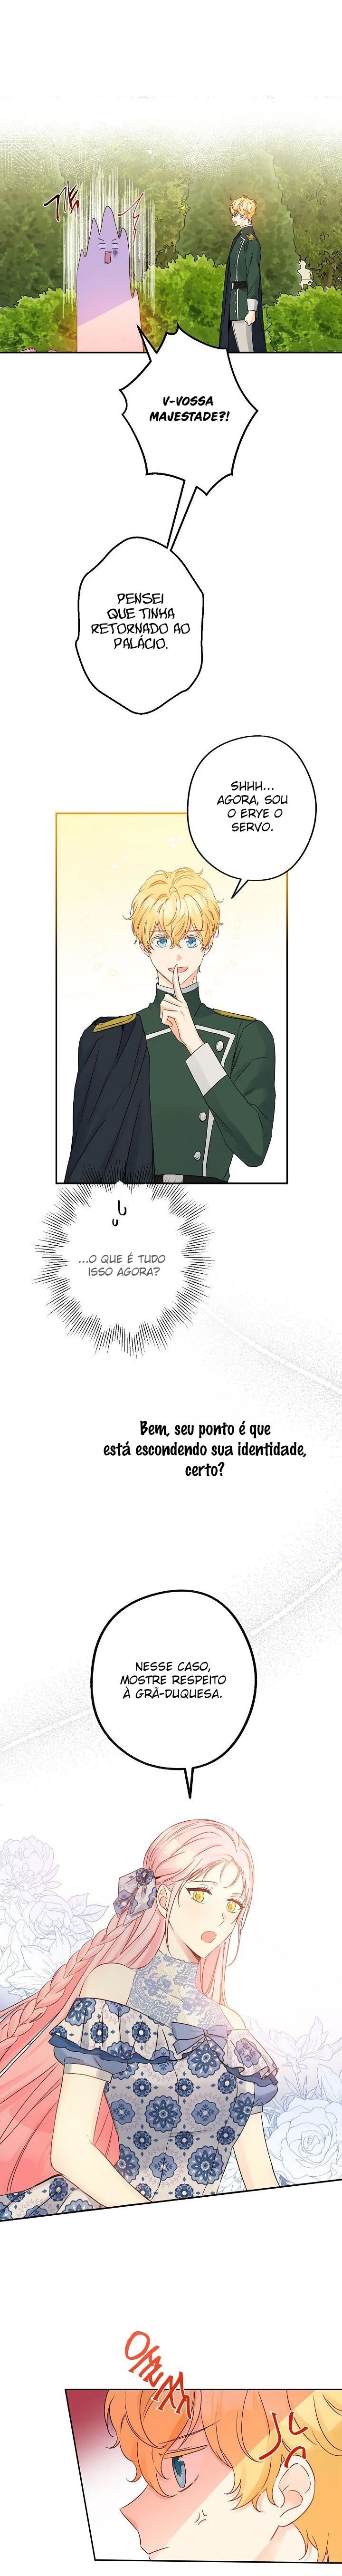 V-VOSSA
MAJESTADE?!
PENSEI
QUE TINHA
RETORNADO AO
PALÁCIO.
SHHH...
AGORA, SOU
O ERYE O
SERVO.
...O QUE É TUDO
ISSO AGORA?
Bem, seu ponto é que
está escondendo sua identidade,
certo?
NESSE CASO,
MOSTRE RESPEITO
À GRÃ-DUQUESA.